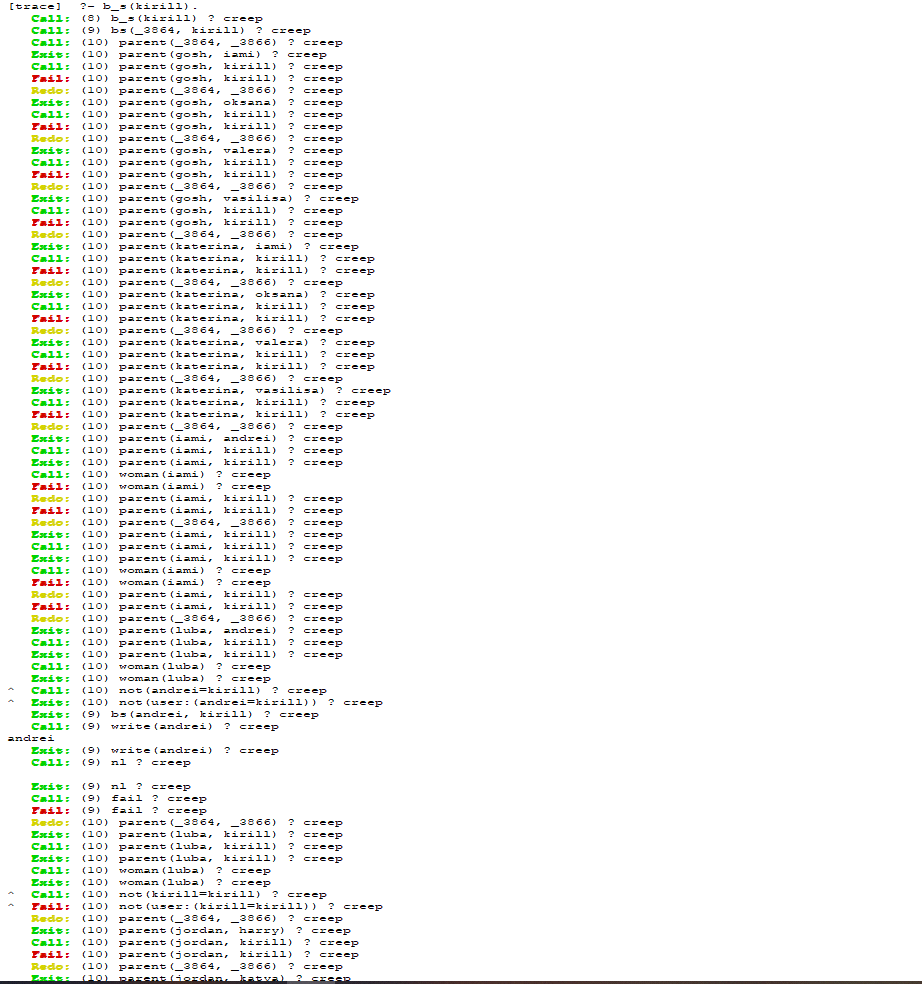 [trace]  ?- b_s(kirill).
Call: (8) b_s(kirill) ? creep
Call: (9) bs(_3864, kirill) ? creep
Call: (10) parent(_3864, _3866) ? creep
Exit: (10) parent(gosh, iami) ? creep
Call: (10) parent(gosh, kirill) ? creep
Fail: (10) parent(gosh, kirill) ? creep
Redo: (10) parent(_3864, _3866) ? creep
Exit: (10) parent(gosh, oksana) ? creep
Call: (10) parent(gosh, kirill) ? creep
Fail: (10) parent(gosh, kirill) ? creep
Redo: (10) parent(_3864, _3866) ? creep
Exit: (10) parent(gosh, valera) ? creep
Call: (10) parent(gosh, kirill) ? creep
Fail: (10) parent(gosh, kirill) ? creep
Redo: (10) parent(_3864, _3866) ? creep
Exit: (10) parent(gosh, vasilisa) ? creep
Call: (10) parent(gosh, kirill) ? creep
Fail: (10) parent(gosh, kirill) ? creep
Redo: (10) parent(_3864, _3866) ? creep
Exit: (10) parent(katerina, iami) ? creep
Call: (10) parent(katerina, kirill) ? creep
Fail: (10) parent(katerina, kirill) ? creep
Redo: (10) parent(_3864, _3866) ? creep
Exit: (10) parent(katerina, oksana) ? creep
Call: (10) parent(katerina, kirill) ? creep
Fail: (10) parent(katerina, kirill) ? creep
Redo: (10) parent(_3864, _3866) ? creep
Exit: (10) parent(katerina, valera) ? creep
Call: (10) parent(katerina, kirill) ? creep
Fail: (10) parent(katerina, kirill) ? creep
Redo: (10) parent(_3864, _3866) ? creep
Exit: (10) parent(katerina, vasilisa) ? creep
Call: (10) parent(katerina, kirill) ? creep
Fail: (10) parent(katerina, kirill) ? creep
Redo: (10) parent(_3864, _3866) ? creep
Exit: (10) parent(iami, andrei) ? creep
Call: (10) parent(iami, kirill) ? creep
Exit: (10) parent(iami, kirill) ? creep
Call: (10) woman(iami) ? creep
Fail: (10) woman(iami) ? creep
Redo: (10) parent(iami, kirill) ? creep
Fail: (10) parent(iami, kirill) ? creep
Redo: (10) parent(_3864, _3866) ? creep
Exit: (10) parent(iami, kirill) ? creep
Call: (10) parent(iami, kirill) ? creep
Exit: (10) parent(iami, kirill) ? creep
Call: (10) woman(iami) ? creep
Fail: (10) woman(iami) ? creep
Redo: (10) parent(iami, kirill) ? creep
Fail: (10) parent(iami, kirill) ? creep
Redo: (10) parent(_3864, _3866) ? creep
Exit: (10) parent(luba, andrei) ? creep
Call: (10) parent(luba, kirill) ? creep
Exit: (10) parent(luba, kirill) ? creep
Call: (10) woman(luba) ? creep
Exit: (10) woman(luba) ? creep
^ Call: (10) not(andrei=kirill) ? creep
^ Exit: (10) not(user:(andrei=kirill)) ? creep
Exit: (9) bs(andrei, kirill) ? creep
Call: (9) write(andrei) ? creep
andrei
Exit: (9) write(andrei) ? creep
Call: (9) nl ? creep
Exit: (9) nl ? creep
Call: (9) fail ? creep
Fail: (9) fail ? creep
Redo: (10) parent(_3864, _3866) ? creep
Exit: (10) parent(luba, kirill) ? creep
Call: (10) parent(luba, kirill) ? creep
Exit: (10) parent(luba, kirill) ? creep
Call: (10) woman(luba) ? creep
Exit: (10) woman(luba) ? creep
^ Call: (10) not(kirill=kirill) ? creep
^ Fail: (10) not(user:(kirill=kirill)) ? creep
Redo: (10) parent(_3864, _3866) ? creep
Exit: (10) parent(jordan, harry) ? creep
Call: (10) parent(jordan, kirill) ? creep
Fail: (10) parent(jordan, kirill) ? creep
Redo: (10) parent(_3864, _3866) ? creep
Exit: (10) parent(jordan, katya) ? creep